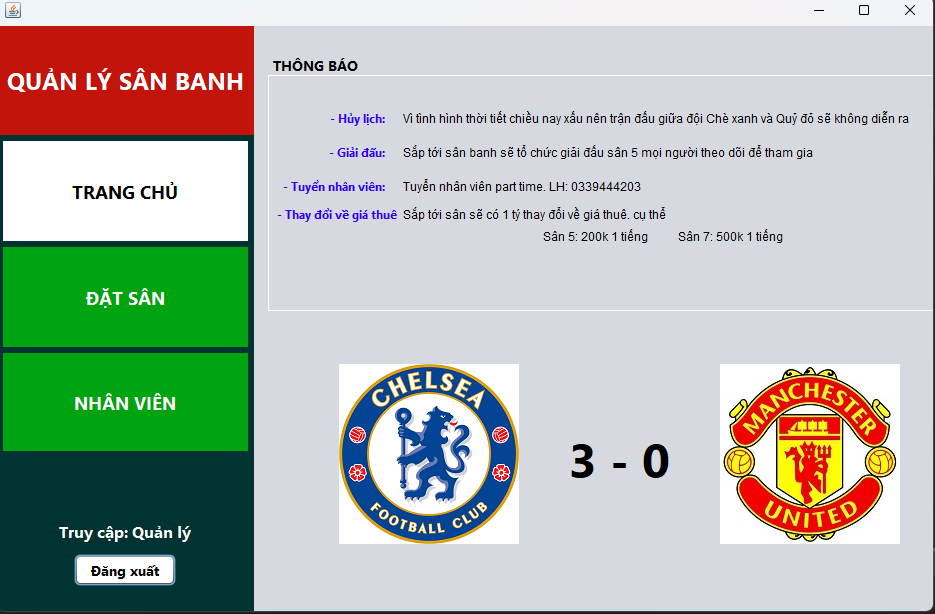 QUẢN LÝ SÂN BANH
TRANG CHỦ
ĐẶT SÂN
NHÂN VIÊN
Truy cập: Quản lý
Đăng xuất
THÔNG BÁO
- Hủy lịch: Vì tình hình thời tiết chiều nay xấu nên trận đấu giữa đội Chè xanh và Quỷ đỏ sẽ không diễn ra
- Giải đấu: Sắp tới sân banh sẽ tổ chức giải đấu sân 5 mọi người theo dõi để tham gia
- Tuyển nhân viên: Tuyển nhân viên part time. LH: 0339444203
- Thay đổi về giá thuê Sắp tới sân sẽ có 1 tý thay đổi về giá thuê. cụ thể
Sân 5: 200k 1 tiếng Sân 7: 500k 1 tiếng
CHELSEA
FOOTBALL CLUB
3 - 0
MANCHESTER
UNITED